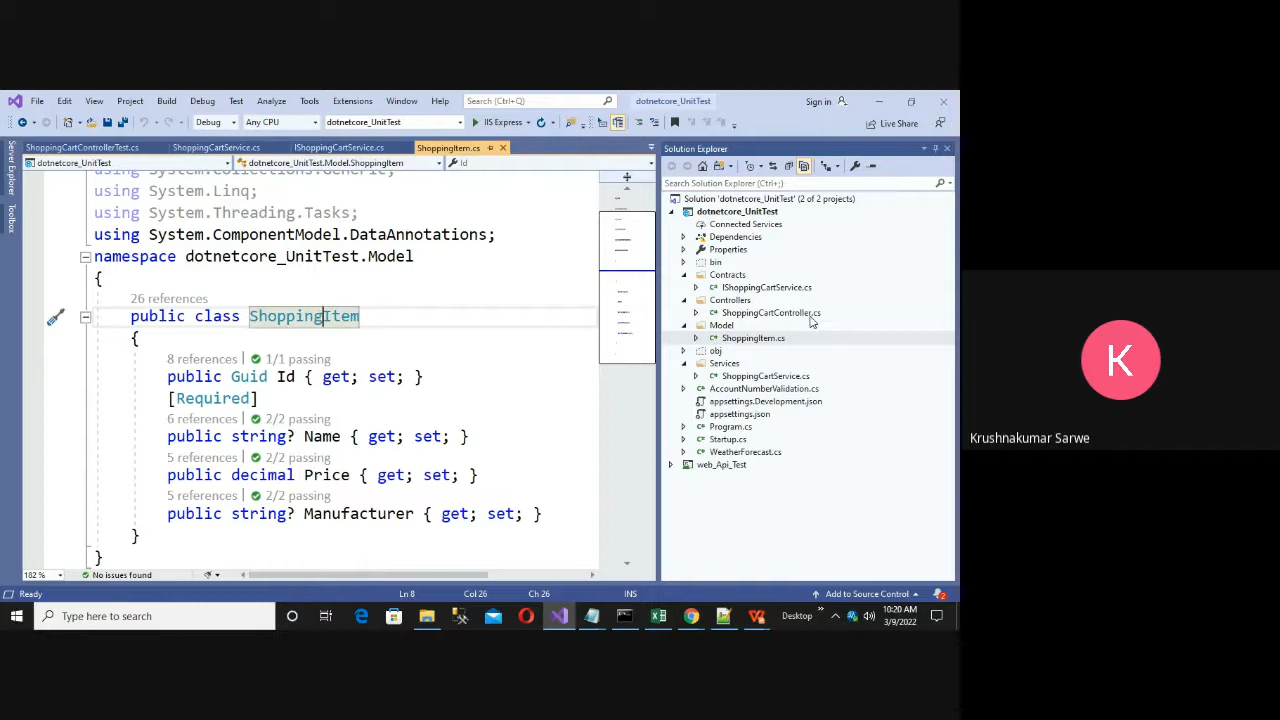 File Edit View Project Build Debug Test Analyze Tools Extensions Window Help Search (Ctrl+Q) dotnetcore_UnitTest Sign in
Debug Any CPU dotnetcore_UnitTest IIS Express Live Share
ShoppingCartControllerTest.cs ShoppingCartService.cs IShoppingCartService.cs ShoppingItem.cs
dotnetcore_UnitTest dotnetcore_UnitTest.Model.ShoppingItem Id
Server Explorer
Toolbox
using System.Collections.Generic;
using System.Linq;
using System.Threading.Tasks;
using System.ComponentModel.DataAnnotations;
namespace dotnetcore_UnitTest.Model
{
26 references
public class ShoppingItem
{
8 references | 1/1 passing
public Guid Id { get; set; }
[Required]
6 references | 2/2 passing
public string? Name { get; set; }
5 references | 2/2 passing
public decimal Price { get; set; }
5 references | 2/2 passing
public string? Manufacturer { get; set; }
}
}
182 % No issues found
Solution Explorer
Search Solution Explorer (Ctrl+;)
Solution 'dotnetcore_UnitTest' (2 of 2 projects)
dotnetcore_UnitTest
Connected Services
Dependencies
Properties
bin
Contracts
IShoppingCartService.cs
Controllers
ShoppingCartController.cs
Model
ShoppingItem.cs
obj
Services
ShoppingCartService.cs
AccountNumberValidation.cs
appsettings.Development.json
appsettings.json
Program.cs
Startup.cs
WeatherForecast.cs
web_Api_Test
Ready Ln 8 Col 26 Ch 26 INS Add to Source Control 2
Type here to search Desktop 10:20 AM
3/9/2022
K
Krushnakumar Sarwe